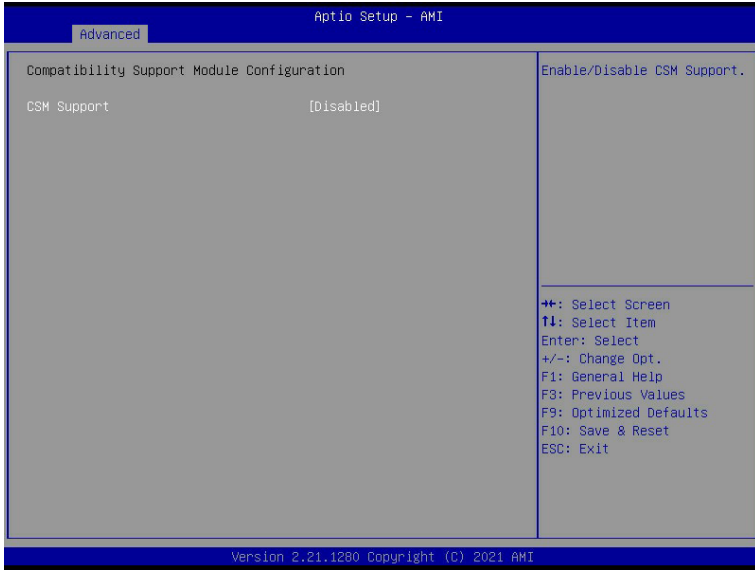 Aptio Setup - AMI
Advanced
Compatibility Support Module Configuration
CSM Support [Disabled]
Enable/Disable CSM Support.
→←: Select Screen
↑↓: Select Item
Enter: Select
+/-: Change Opt.
F1: General Help
F3: Previous Values
F9: Optimized Defaults
F10: Save & Reset
ESC: Exit
Version 2.21.1280 Copyright (C) 2021 AMI